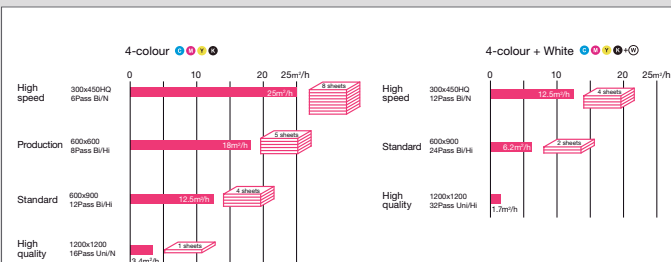 4-colour C M Y K
0 10 20 25m²/h
High speed
300x450HQ
6Pass Bi/N
25m²/h
8 sheets
Production
600x600
8Pass Bi/Hi
18m²/h
5 sheets
Standard
600x900
12Pass Bi/Hi
12.5m²/h
4 sheets
High quality
1200x1200
16Pass Uni/N
3.4m²/h
1 sheets
4-colour + White C M Y K + W
0 10 20 25m²/h
High speed
300x450HQ
12Pass Bi/N
12.5m²/h
4 sheets
Standard
600x900
24Pass Bi/Hi
6.2m²/h
2 sheets
High quality
1200x1200
32Pass Uni/Hi
1.7m²/h